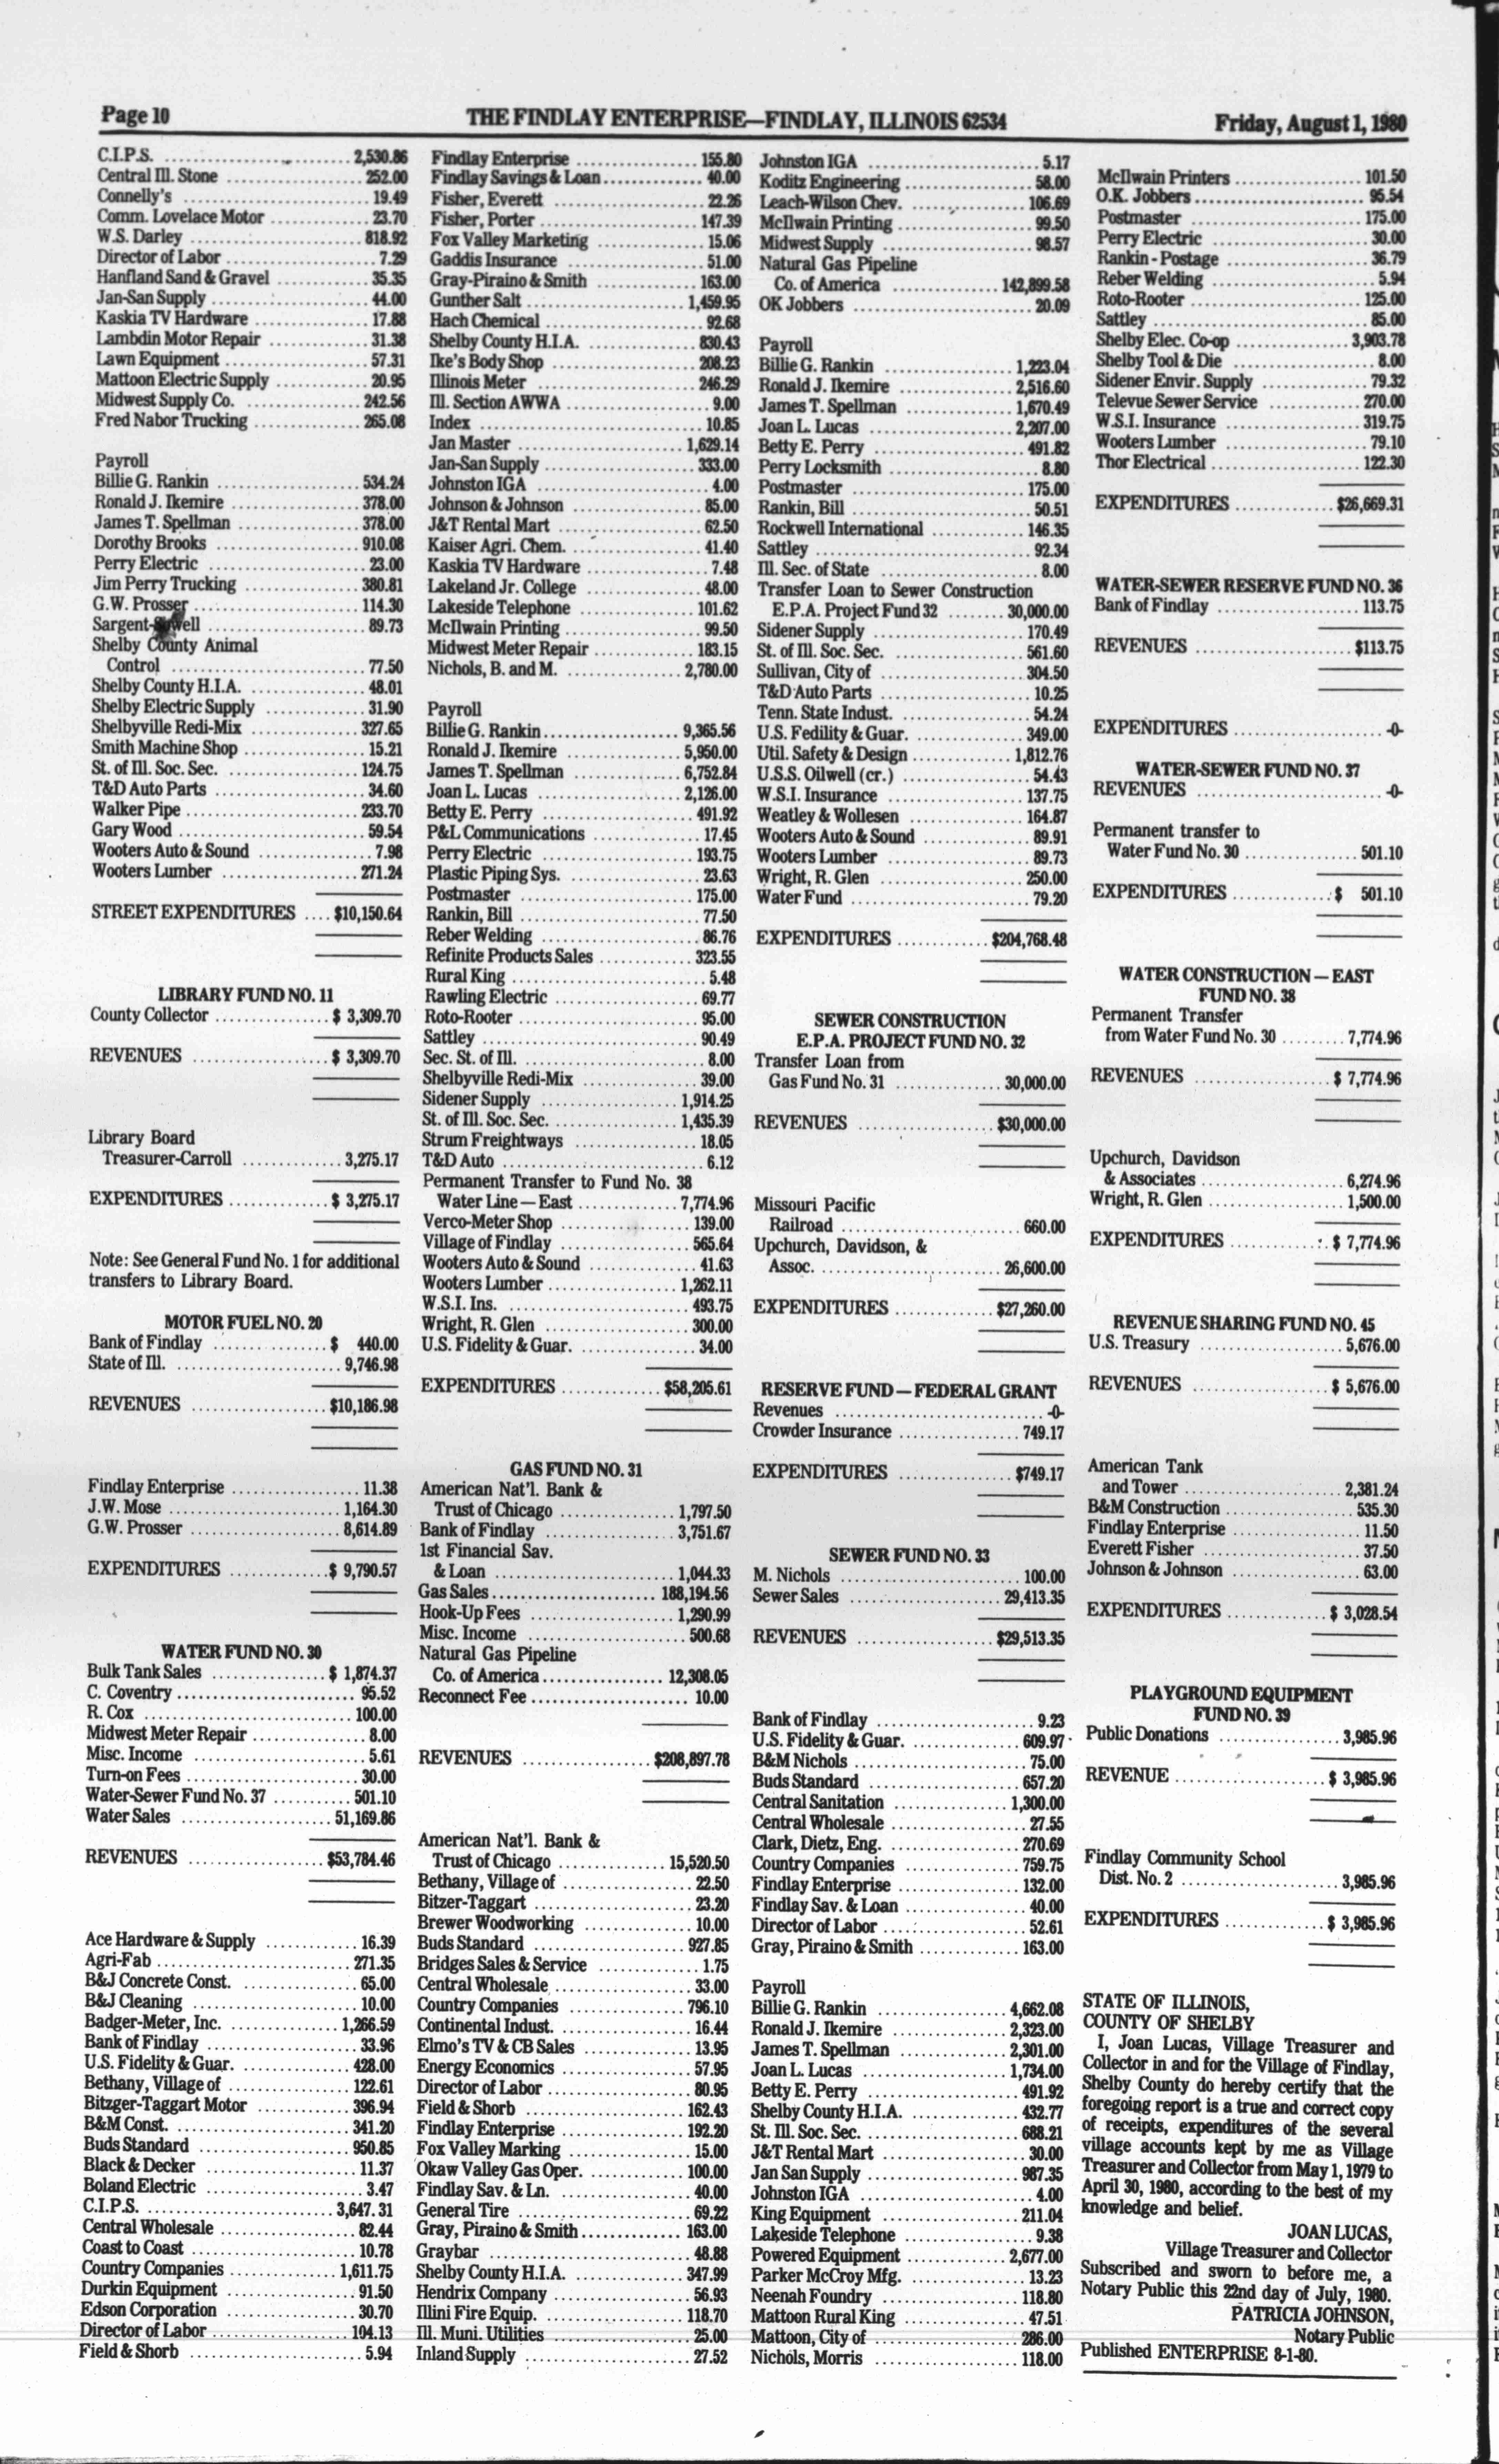 Page 10
THE FINDLAY ENTERPRISE—FINDLAY, ILLINOIS 62534
Friday, August 1, 1980
C.I.P.S. 2,530.86
Central Ill. Stone 252.00
Connelly's 19.49
Comm. Lovelace Motor 23.70
W.S. Darley 818.92
Director of Labor 7.29
Hanfland Sand & Gravel 35.35
Jan-San Supply 44.00
Kaskia TV Hardware 17.88
Lambdin Motor Repair 31.38
Lawn Equipment 57.31
Mattoon Electric Supply 20.95
Midwest Supply Co. 242.56
Fred Nabor Trucking 265.08
Payroll
Billie G. Rankin 534.24
Ronald J. Ikemire 378.00
James T. Spellman 378.00
Dorothy Brooks 910.08
Perry Electric 23.00
Jim Perry Trucking 380.81
G.W. Prosser 114.30
Sargent-Sowell 89.73
Shelby County Animal
Control 77.50
Shelby County H.I.A. 48.01
Shelby Electric Supply 31.90
Shelbyville Redi-Mix 327.65
Smith Machine Shop 15.21
St. of Ill. Soc. Sec. 124.75
T&D Auto Parts 34.60
Walker Pipe 233.70
Gary Wood 59.54
Wooters Auto & Sound 7.98
Wooters Lumber 271.24
STREET EXPENDITURES $10,150.64
LIBRARY FUND NO. 11
County Collector $ 3,309.70
REVENUES $ 3,309.70
Library Board
Treasurer-Carroll 3,275.17
EXPENDITURES $ 3,275.17
Note: See General Fund No. 1 for additional
transfers to Library Board.
MOTOR FUEL NO. 20
Bank of Findlay $ 440.00
State of Ill. 9,746.98
REVENUES $10,186.98
Findlay Enterprise 11.38
J.W. Mose 1,164.30
G.W. Prosser 8,614.89
EXPENDITURES $ 9,790.57
WATER FUND NO. 30
Bulk Tank Sales $ 1,874.37
C. Coventry 95.52
R. Cox 100.00
Midwest Meter Repair 8.00
Misc. Income 5.61
Turn-on Fees 30.00
Water-Sewer Fund No. 37 501.10
Water Sales 51,169.86
REVENUES $53,784.46
Ace Hardware & Supply 16.39
Agri-Fab 271.35
B&J Concrete Const. 65.00
B&J Cleaning 10.00
Badger-Meter, Inc. 1,266.59
Bank of Findlay 33.96
U.S. Fidelity & Guar. 428.00
Bethany, Village of 122.61
Bitzger-Taggart Motor 396.94
B&M Const. 341.20
Buds Standard 950.85
Black & Decker 11.37
Boland Electric 3.47
C.I.P.S. 3,647.31
Central Wholesale 82.44
Coast to Coast 10.78
Country Companies 1,611.75
Durkin Equipment 91.50
Edson Corporation 30.70
Director of Labor 104.13
Field & Shorb 5.94
Findlay Enterprise 155.80
Findlay Savings & Loan 40.00
Fisher, Everett 22.26
Fisher, Porter 147.39
Fox Valley Marketing 15.06
Gaddis Insurance 51.00
Gray-Piraino & Smith 163.00
Gunther Salt 1,459.95
Hach Chemical 92.68
Shelby County H.I.A. 830.43
Ike's Body Shop 208.23
Illinois Meter 246.29
Ill. Section AWWA 9.00
Index 10.85
Jan Master 1,629.14
Jan-San Supply 333.00
Johnston IGA 4.00
Johnson & Johnson 85.00
J&T Rental Mart 62.50
Kaiser Agri. Chem. 41.40
Kaskia TV Hardware 7.48
Lakeland Jr. College 48.00
Lakeside Telephone 101.62
McIlwain Printing 99.50
Midwest Meter Repair 183.15
Nichols, B. and M. 2,780.00
Payroll
Billie G. Rankin 9,365.56
Ronald J. Ikemire 5,950.00
James T. Spellman 6,752.84
Joan L. Lucas 2,126.00
Betty E. Perry 491.92
P&L Communications 17.45
Perry Electric 193.75
Plastic Piping Sys. 23.63
Postmaster 175.00
Rankin, Bill 77.50
Reber Welding 86.76
Refinite Products Sales 323.55
Rural King 5.48
Rawling Electric 69.77
Roto-Rooter 95.00
Sattley 90.49
Sec. St. of Ill. 8.00
Shelbyville Redi-Mix 39.00
Sidener Supply 1,914.25
St. of Ill. Soc. Sec. 1,435.39
Strum Freightways 18.05
T&D Auto 6.12
Permanent Transfer to Fund No. 38
Water Line — East 7,774.96
Verco-Meter Shop 139.00
Village of Findlay 565.64
Wooters Auto & Sound 41.63
Wooters Lumber 1,262.11
W.S.I. Ins. 493.75
Wright, R. Glen 300.00
U.S. Fidelity & Guar. 34.00
EXPENDITURES $58,205.61
GAS FUND NO. 31
American Nat'l. Bank &
Trust of Chicago 1,797.50
Bank of Findlay 3,751.67
1st Financial Sav.
& Loan 1,044.33
Gas Sales 188,194.56
Hook-Up Fees 1,290.99
Misc. Income 500.68
Natural Gas Pipeline
Co. of America 12,308.05
Reconnect Fee 10.00
REVENUES $208,897.78
American Nat'l. Bank &
Trust of Chicago 15,520.50
Bethany, Village of 22.50
Bitzer-Taggart 23.20
Brewer Woodworking 10.00
Buds Standard 927.85
Bridges Sales & Service 1.75
Central Wholesale 33.00
Country Companies 796.10
Continental Indust. 16.44
Elmo's TV & CB Sales 13.95
Energy Economics 57.95
Director of Labor 80.95
Field & Shorb 162.43
Findlay Enterprise 192.20
Fox Valley Marking 15.00
Okaw Valley Gas Oper. 100.00
Findlay Sav. & Ln. 40.00
General Tire 69.22
Gray, Piraino & Smith 163.00
Graybar 48.88
Shelby County H.I.A. 347.99
Hendrix Company 56.93
Illini Fire Equip. 118.70
Ill. Muni. Utilities 25.00
Inland Supply 27.52
Johnston IGA 5.17
Koditz Engineering 58.00
Leach-Wilson Chev. 106.69
McIlwain Printing 99.50
Midwest Supply 98.57
Natural Gas Pipeline
Co. of America 142,899.58
OK Jobbers 20.09
Payroll
Billie G. Rankin 1,223.04
Ronald J. Ikemire 2,516.60
James T. Spellman 1,670.49
Joan L. Lucas 2,207.00
Betty E. Perry 491.82
Perry Locksmith 8.80
Postmaster 175.00
Rankin, Bill 50.51
Rockwell International 146.35
Sattley 92.34
Ill. Sec. of State 8.00
Transfer Loan to Sewer Construction
E.P.A. Project Fund 32 30,000.00
Sidener Supply 170.49
St. of Ill. Soc. Sec. 561.60
Sullivan, City of 304.50
T&D Auto Parts 10.25
Tenn. State Indust. 54.24
U.S. Fedility & Guar. 349.00
Util. Safety & Design 1,812.76
U.S.S. Oilwell (cr.) 54.43
W.S.I. Insurance 137.75
Weatley & Wollesen 164.87
Wooters Auto & Sound 89.91
Wooters Lumber 89.73
Wright, R. Glen 250.00
Water Fund 79.20
EXPENDITURES $204,768.48
SEWER CONSTRUCTION
E.P.A. PROJECT FUND NO. 32
Transfer Loan from
Gas Fund No. 31 30,000.00
REVENUES $30,000.00
Missouri Pacific
Railroad 660.00
Upchurch, Davidson, &
Assoc. 26,600.00
EXPENDITURES $27,260.00
RESERVE FUND — FEDERAL GRANT
Revenues -0-
Crowder Insurance 749.17
EXPENDITURES $749.17
SEWER FUND NO. 33
M. Nichols 100.00
Sewer Sales 29,413.35
REVENUES $29,513.35
Bank of Findlay 9.23
U.S. Fidelity & Guar. 609.97
B&M Nichols 75.00
Buds Standard 657.20
Central Sanitation 1,300.00
Central Wholesale 27.55
Clark, Dietz, Eng. 270.69
Country Companies 759.75
Findlay Enterprise 132.00
Findlay Sav. & Loan 40.00
Director of Labor 52.61
Gray, Piraino & Smith 163.00
Payroll
Billie G. Rankin 4,662.08
Ronald J. Ikemire 2,323.00
James T. Spellman 2,301.00
Joan L. Lucas 1,734.00
Betty E. Perry 491.92
Shelby County H.I.A. 432.77
St. Ill. Soc. Sec. 688.21
J&T Rental Mart 30.00
Jan San Supply 987.35
Johnston IGA 4.00
King Equipment 211.04
Lakeside Telephone 9.38
Powered Equipment 2,677.00
Parker McCroy Mfg. 13.23
Neenah Foundry 118.80
Mattoon Rural King 47.51
Mattoon, City of 286.00
Nichols, Morris 118.00
McIlwain Printers 101.50
O.K. Jobbers 95.54
Postmaster 175.00
Perry Electric 30.00
Rankin - Postage 36.79
Reber Welding 5.94
Roto-Rooter 125.00
Sattley 85.00
Shelby Elec. Co-op 3,903.78
Shelby Tool & Die 8.00
Sidener Envir. Supply 79.32
Televue Sewer Service 270.00
W.S.I. Insurance 319.75
Wooters Lumber 79.10
Thor Electrical 122.30
EXPENDITURES $26,669.31
WATER-SEWER RESERVE FUND NO. 36
Bank of Findlay 113.75
REVENUES $113.75
EXPENDITURES -0-
WATER-SEWER FUND NO. 37
REVENUES -0-
Permanent transfer to
Water Fund No. 30 501.10
EXPENDITURES $ 501.10
WATER CONSTRUCTION — EAST
FUND NO. 38
Permanent Transfer
from Water Fund No. 30 7,774.96
REVENUES $ 7,774.96
Upchurch, Davidson
& Associates 6,274.96
Wright, R. Glen 1,500.00
EXPENDITURES $ 7,774.96
REVENUE SHARING FUND NO. 45
U.S. Treasury 5,676.00
REVENUES $ 5,676.00
American Tank
and Tower 2,381.24
B&M Construction 535.30
Findlay Enterprise 11.50
Everett Fisher 37.50
Johnson & Johnson 63.00
EXPENDITURES $ 3,028.54
PLAYGROUND EQUIPMENT
FUND NO. 39
Public Donations 3,985.96
REVENUE $ 3,985.96
Findlay Community School
Dist. No. 2 3,985.96
EXPENDITURES $ 3,985.96
STATE OF ILLINOIS,
COUNTY OF SHELBY
I, Joan Lucas, Village Treasurer and
Collector in and for the Village of Findlay,
Shelby County do hereby certify that the
foregoing report is a true and correct copy
of receipts, expenditures of the several
village accounts kept by me as Village
Treasurer and Collector from May 1, 1979 to
April 30, 1980, according to the best of my
knowledge and belief.
JOAN LUCAS,
Village Treasurer and Collector
Subscribed and sworn to before me, a
Notary Public this 22nd day of July, 1980.
PATRICIA JOHNSON,
Notary Public
Published ENTERPRISE 8-1-80.